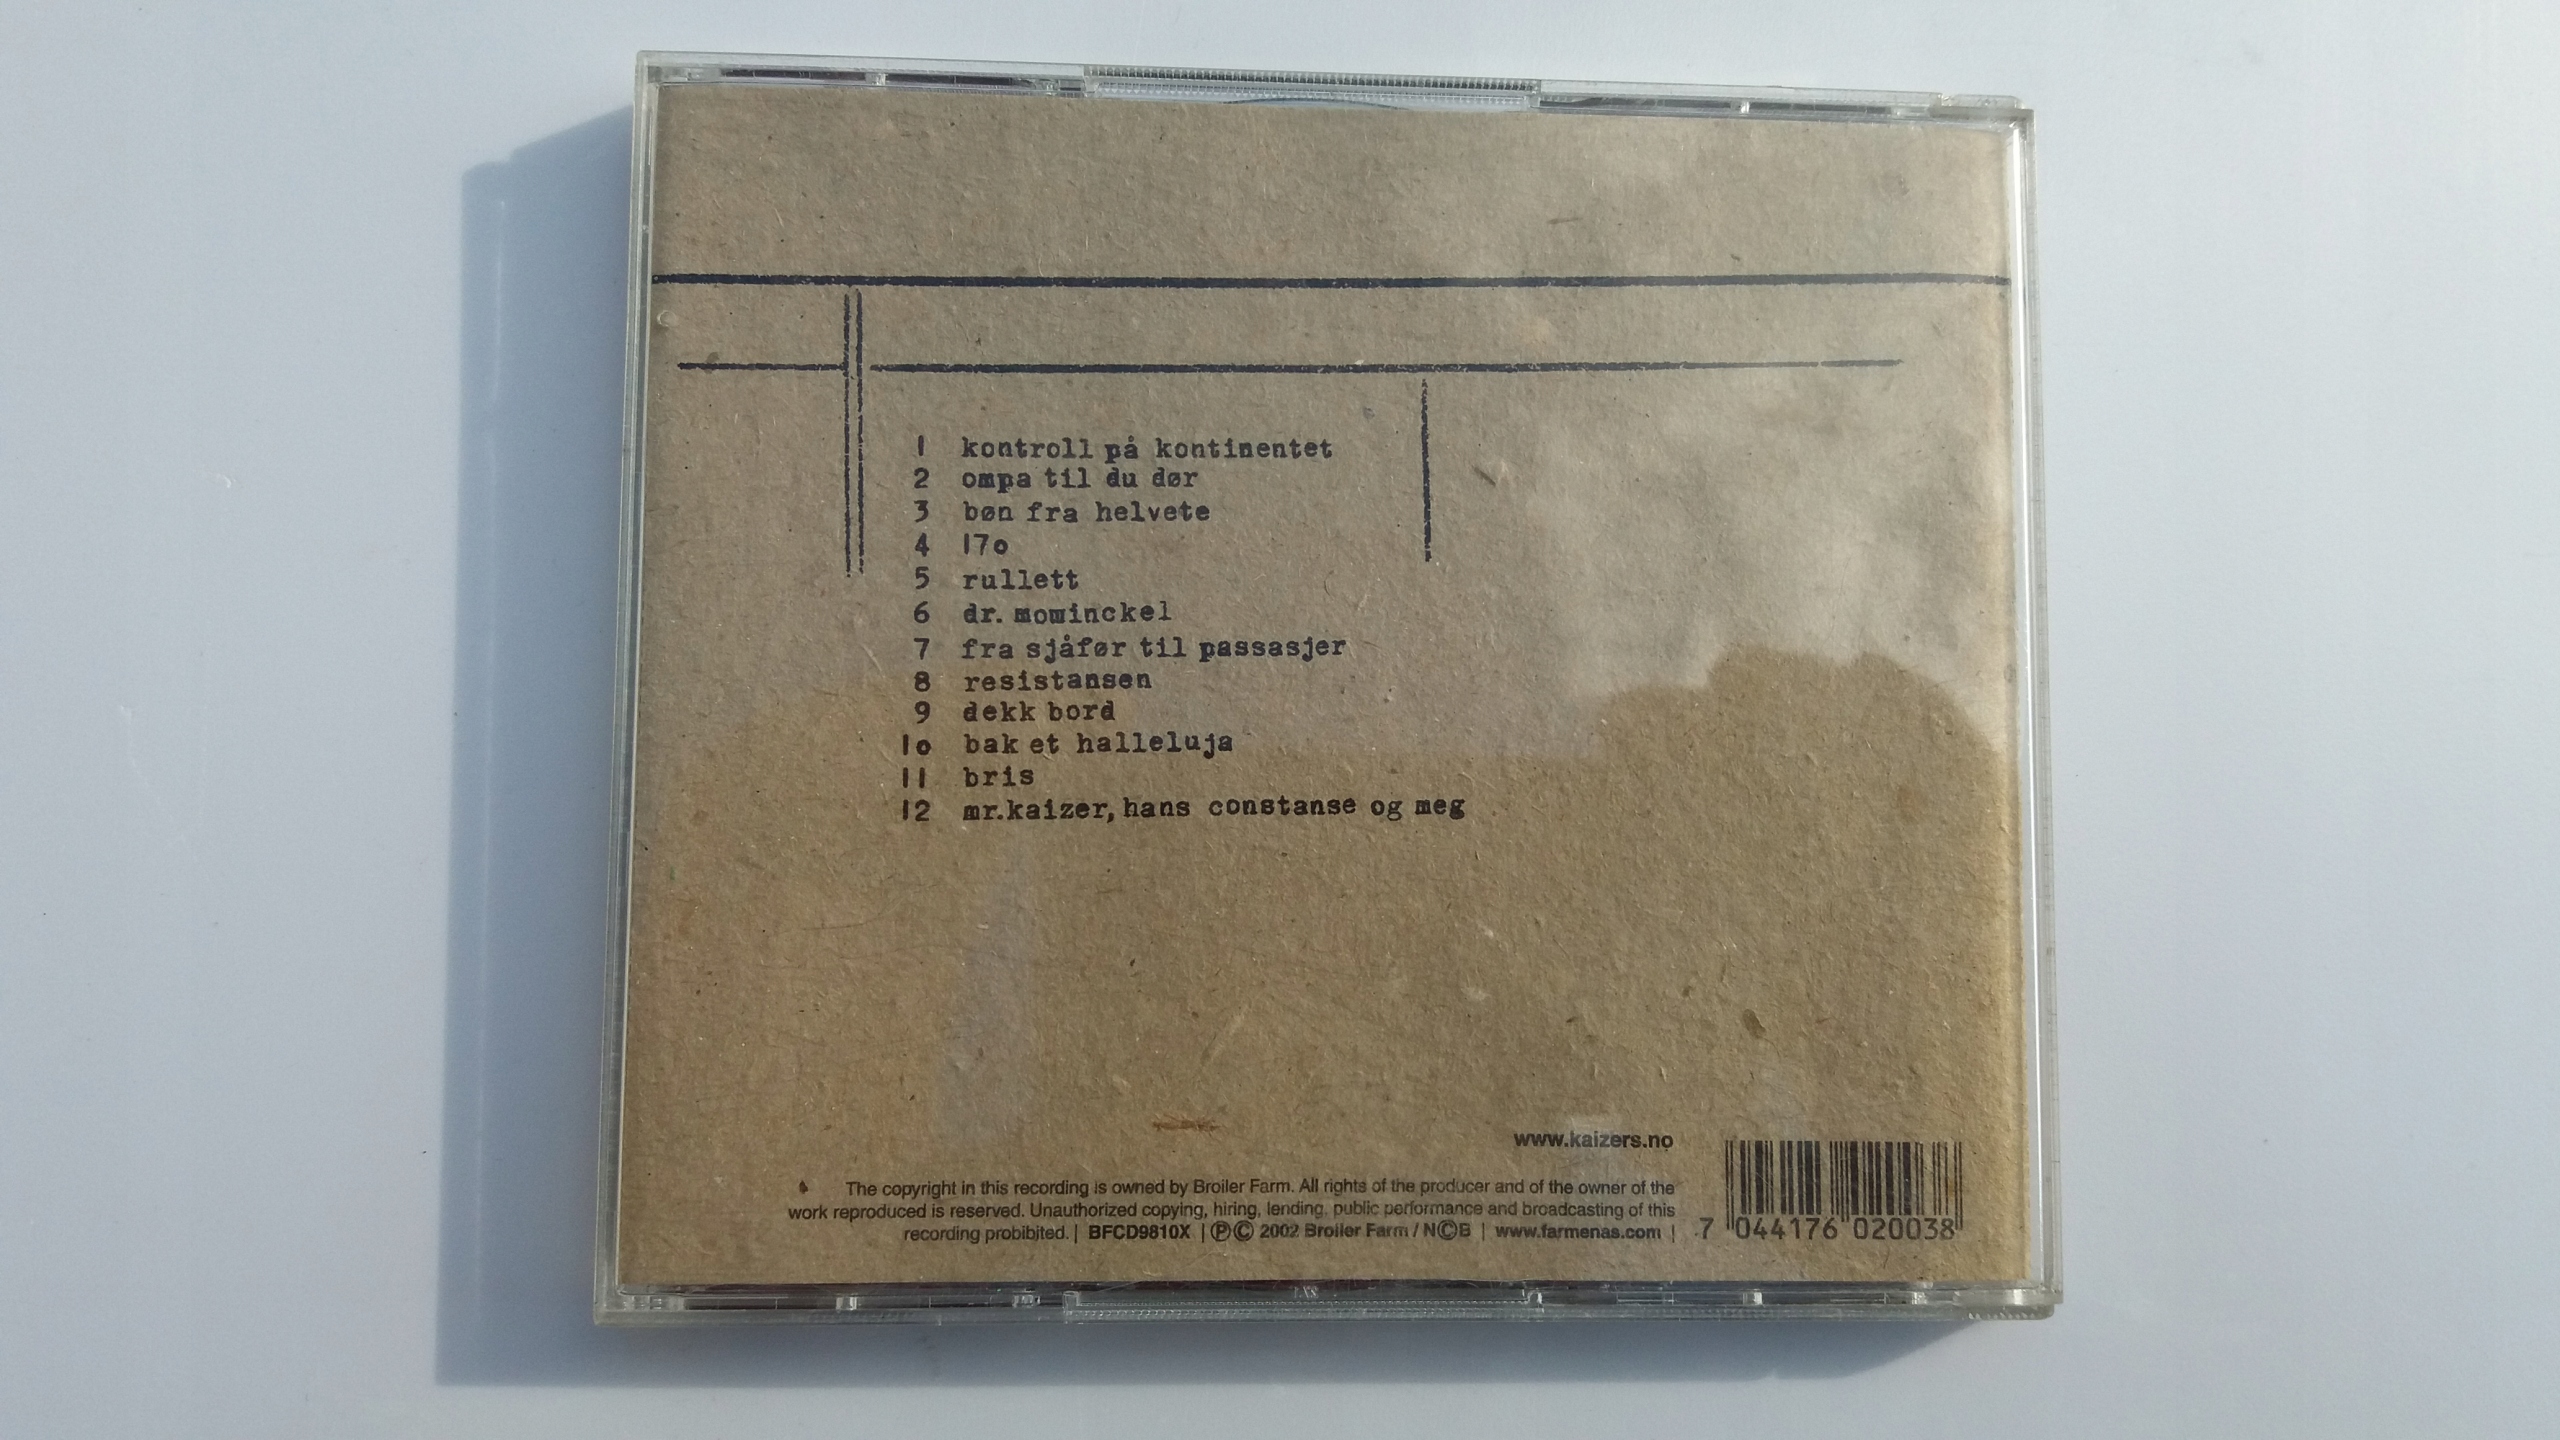 1 kontroll på kontinentet
2 ompa til du dør
3 bøn fra helvete
4 17o
5 rullett
6 dr. mowinckel
7 fra sjåfør til passasjer
8 resistansen
9 dekk bord
1o bak et halleluja
11 bris
12 mr.kaizer, hans constanse og meg
www.kaizers.no
The copyright in this recording is owned by Broiler Farm. All rights of the producer and of the owner of the
work reproduced is reserved. Unauthorized copying, hiring, lending, public performance and broadcasting of this
recording probibited. | BFCD9810X | ℗© 2002 Broiler Farm / N©B | www.farmenas.com |
7 044176 020038